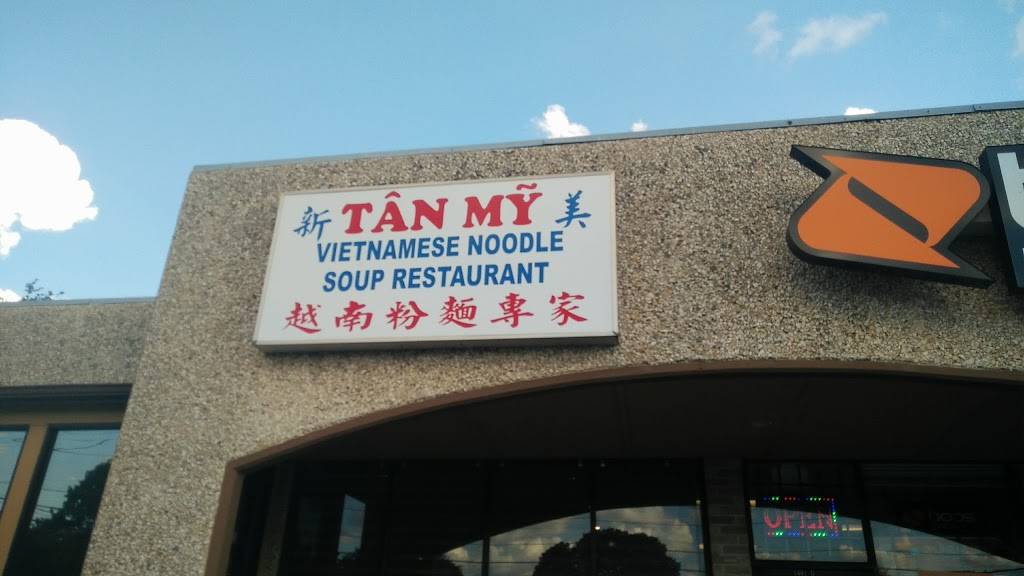 新 TÂN MỸ 美
VIETNAMESE NOODLE
SOUP RESTAURANT
越南粉麵專家
OPEN